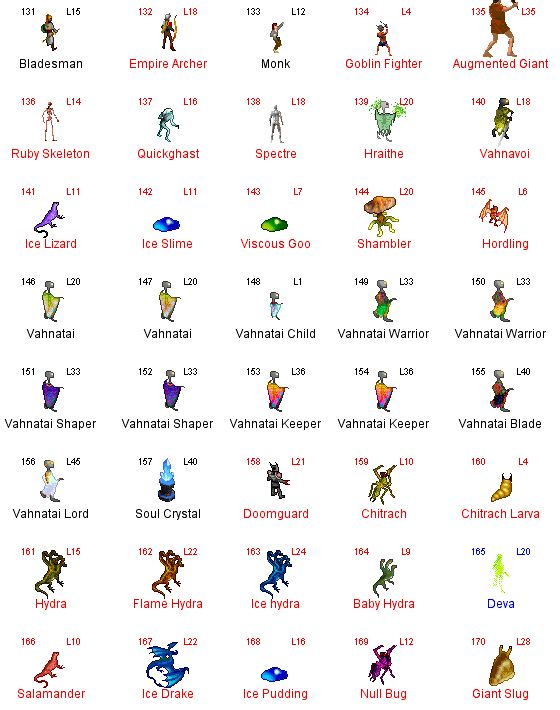 131 L15 132 L18 133 L12 134 L4 135 L35
Bladesman Empire Archer Monk Goblin Fighter Augmented Giant
136 L14 137 L16 138 L18 139 L20 140 L18
Ruby Skeleton Quickghast Spectre Hraithe Vahnavoi
141 L11 142 L11 143 L7 144 L20 145 L6
Ice Lizard Ice Slime Viscous Goo Shambler Hordling
146 L20 147 L20 148 L1 149 L33 150 L33
Vahnatai Vahnatai Vahnatai Child Vahnatai Warrior Vahnatai Warrior
151 L33 152 L33 153 L36 154 L36 155 L40
Vahnatai Shaper Vahnatai Shaper Vahnatai Keeper Vahnatai Keeper Vahnatai Blade
156 L45 157 L40 158 L21 159 L10 160 L4
Vahnatai Lord Soul Crystal Doomguard Chitrach Chitrach Larva
161 L15 162 L22 163 L24 164 L9 165 L20
Hydra Flame Hydra Ice hydra Baby Hydra Deva
166 L10 167 L22 168 L16 169 L12 170 L28
Salamander Ice Drake Ice Pudding Null Bug Giant Slug